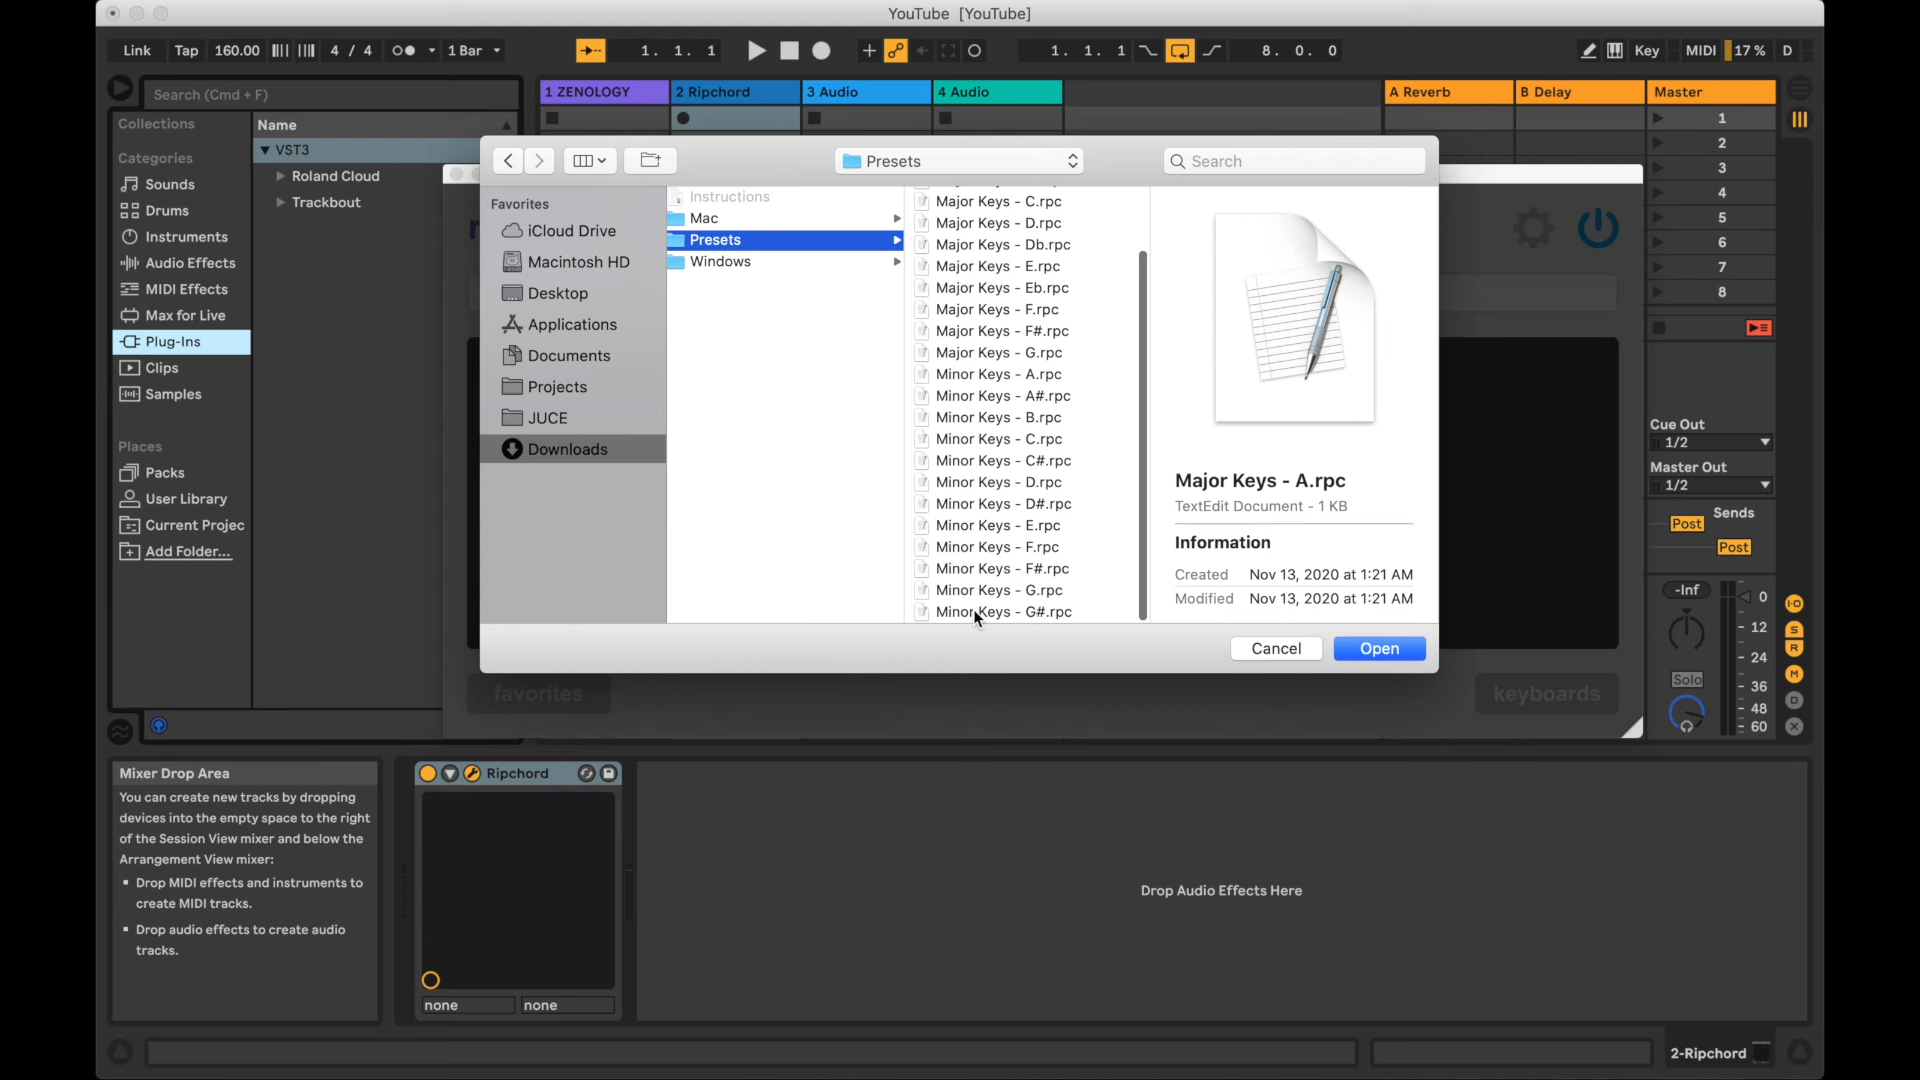 YouTube [YouTube]
Link Tap 160.00 4 / 4 1 Bar 1. 1. 1 1. 1. 1 8. 0. 0 Key MIDI 17 % D
Search (Cmd + F)
Collections
Categories
Sounds
Drums
Instruments
Audio Effects
MIDI Effects
Max for Live
Plug-Ins
Clips
Samples
Places
Packs
User Library
Current Projec
Add Folder...
Name
VST3
Roland Cloud
Trackbout
1 ZENOLOGY 2 Ripchord 3 Audio 4 Audio A Reverb B Delay Master
1
2
3
4
5
6
7
8
Presets
Search
Favorites
iCloud Drive
Macintosh HD
Desktop
Applications
Documents
Projects
JUCE
Downloads
Instructions
Mac
Presets
Windows
Major Keys - C.rpc
Major Keys - D.rpc
Major Keys - Db.rpc
Major Keys - E.rpc
Major Keys - Eb.rpc
Major Keys - F.rpc
Major Keys - F#.rpc
Major Keys - G.rpc
Minor Keys - A.rpc
Minor Keys - A#.rpc
Minor Keys - B.rpc
Minor Keys - C.rpc
Minor Keys - C#.rpc
Minor Keys - D.rpc
Minor Keys - D#.rpc
Minor Keys - E.rpc
Minor Keys - F.rpc
Minor Keys - F#.rpc
Minor Keys - G.rpc
Minor Keys - G#.rpc
Major Keys - A.rpc
TextEdit Document - 1 KB
Information
Created Nov 13, 2020 at 1:21 AM
Modified Nov 13, 2020 at 1:21 AM
Cancel Open
favorites keyboards
Cue Out
1/2
Master Out
1/2
Sends
Post
Post
-Inf 0
12
24
Solo 36
48
60
I·O
S
R
M
D
X
Mixer Drop Area
You can create new tracks by dropping
devices into the empty space to the right
of the Session View mixer and below the
Arrangement View mixer:
▪ Drop MIDI effects and instruments to
create MIDI tracks.
▪ Drop audio effects to create audio
tracks.
Ripchord
none none
Drop Audio Effects Here
2-Ripchord